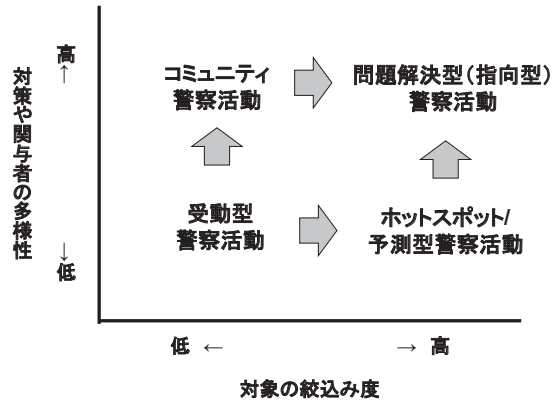 高
↑
対策や関与者の多様性
↓
低
コミュニティ
警察活動
問題解決型(指向型)
警察活動
受動型
警察活動
ホットスポット/
予測型警察活動
低 ←
→ 高
対象の絞込み度